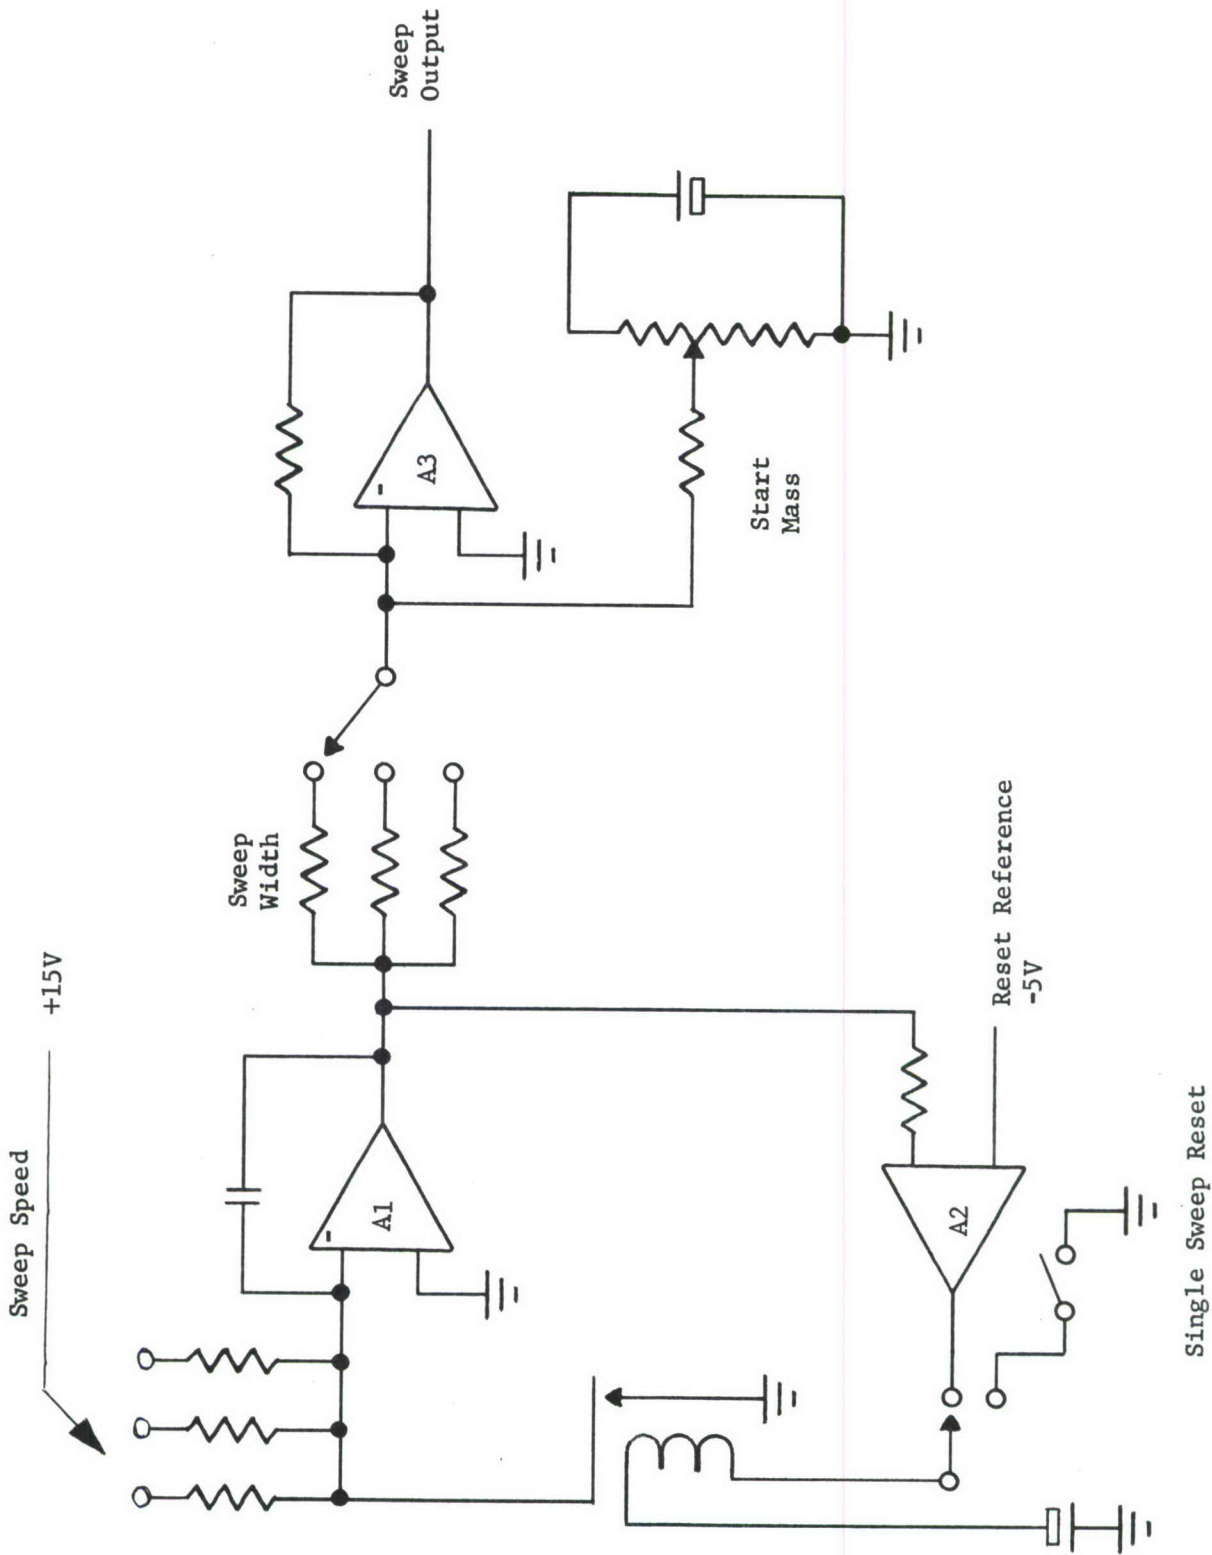 Sweep Speed
+15V
A1
Sweep
Width
-
A3
-
Sweep
Output
Start
Mass
A2
Reset Reference
-5V
Single Sweep Reset